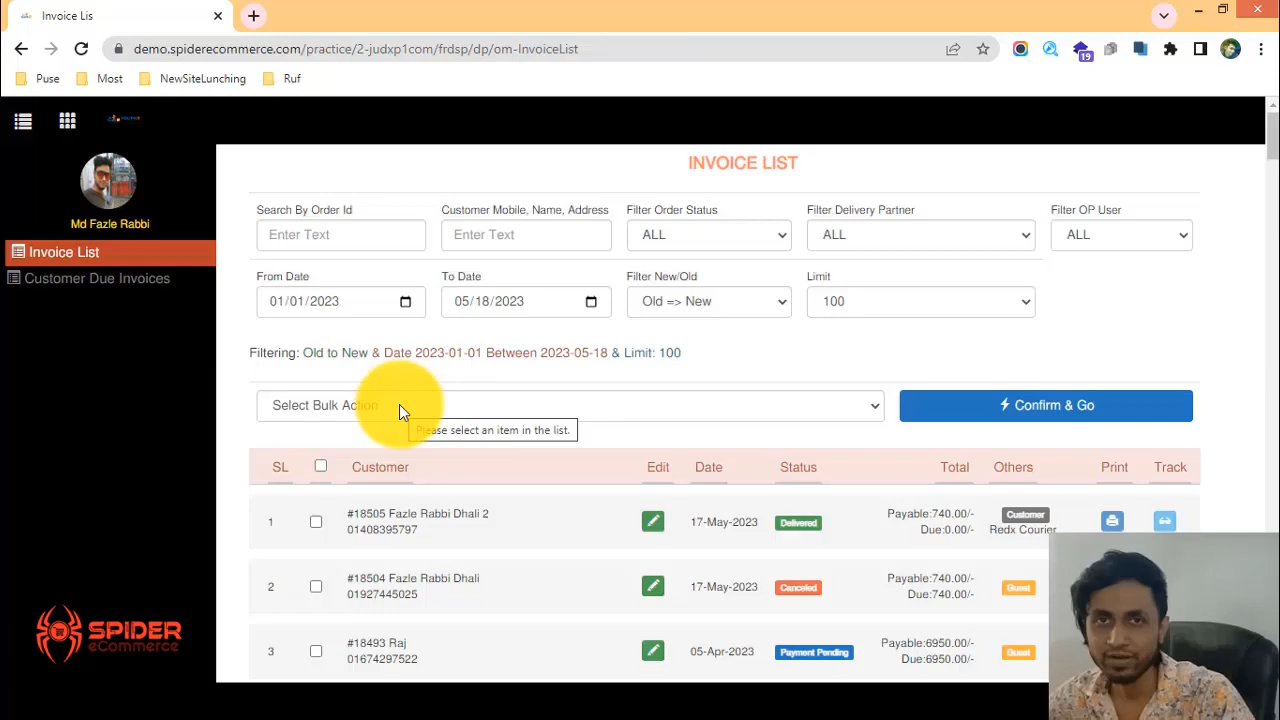 Invoice Lis
demo.spiderecommerce.com/practice/2-judxp1com/frdsp/dp/om-InvoiceList
19
Puse Most NewSiteLunching Ruf
Md Fazle Rabbi
Invoice List
Customer Due Invoices
SPIDER
eCommerce
INVOICE LIST
Search By Order Id Customer Mobile, Name, Address Filter Order Status Filter Delivery Partner Filter OP User
Enter Text Enter Text ALL ALL ALL
From Date To Date Filter New/Old Limit
01/01/2023 05/18/2023 Old => New 100
Filtering: Old to New & Date 2023-01-01 Between 2023-05-18 & Limit: 100
Select Bulk Action Confirm & Go
Please select an item in the list.
SL Customer Edit Date Status Total Others Print Track
1 #18505 Fazle Rabbi Dhali 2 17-May-2023 Delivered Payable:740.00/- Customer
01408395797 Due:0.00/- Redx Courier
2 #18504 Fazle Rabbi Dhali 17-May-2023 Canceled Payable:740.00/- Guest
01927445025 Due:740.00/-
3 #18493 Raj 05-Apr-2023 Payment Pending Payable:6950.00/- Guest
01674297522 Due:6950.00/-